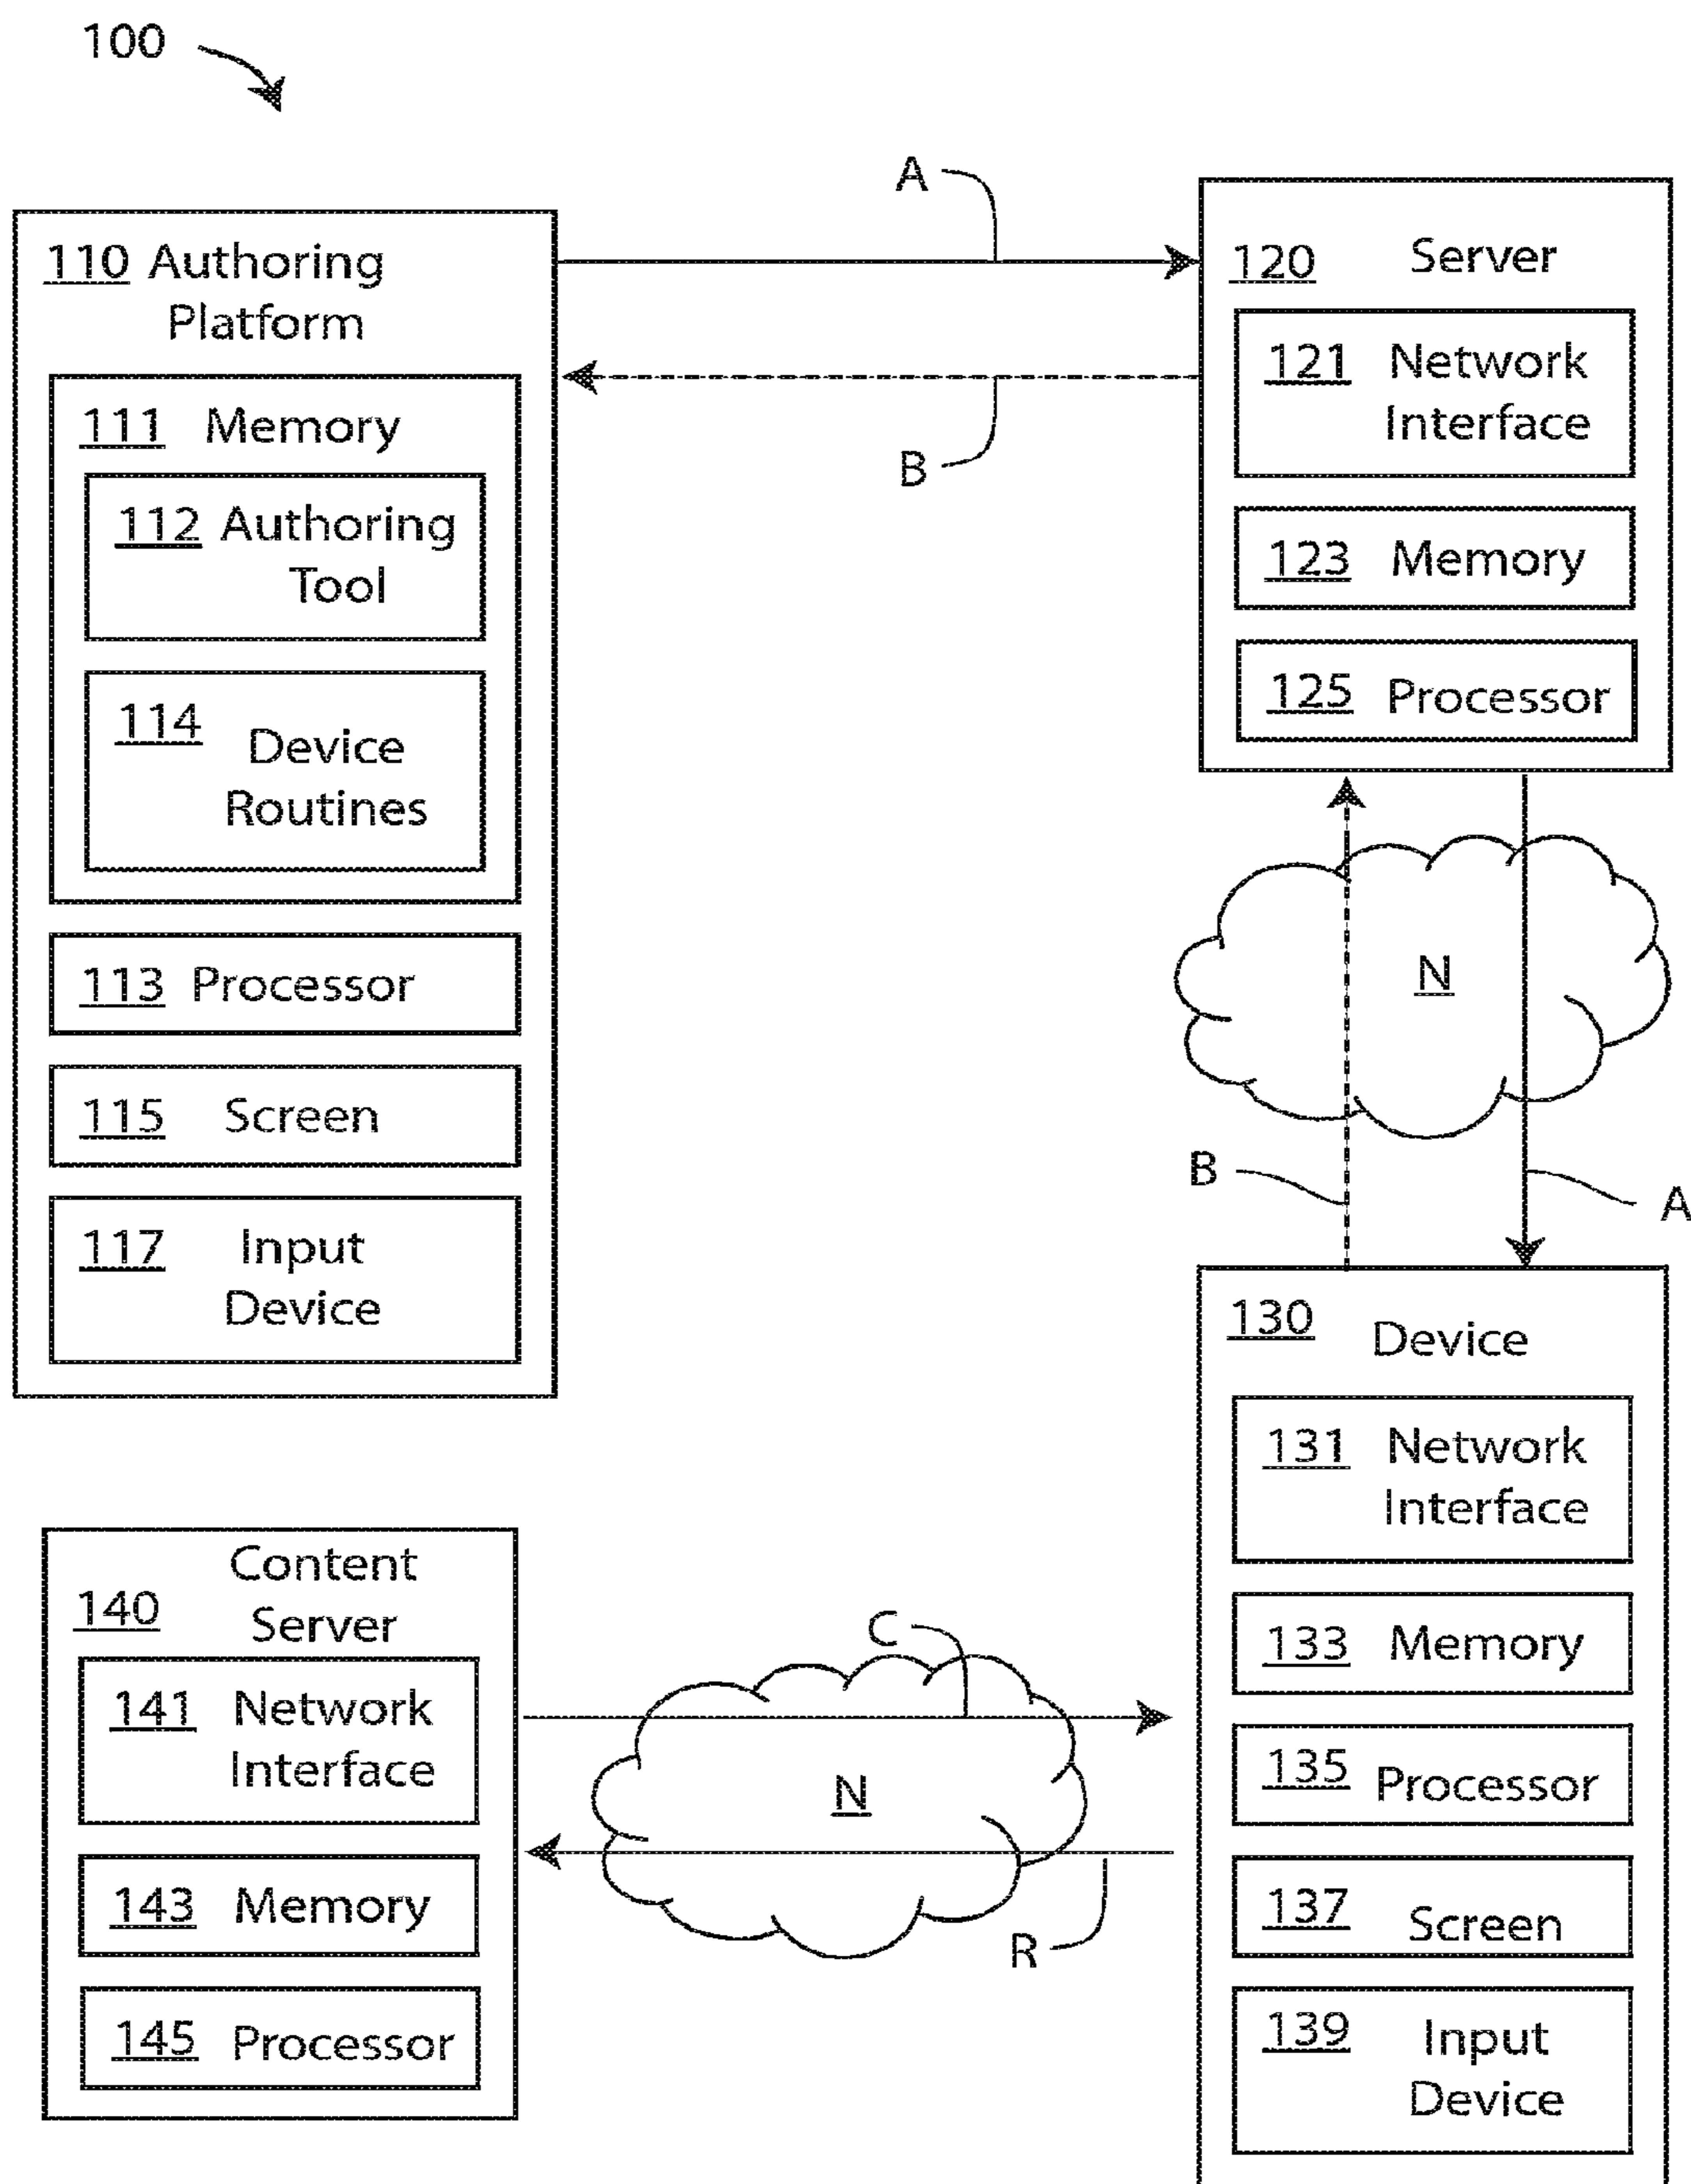 100
A
110 Authoring
Platform
111 Memory
112 Authoring
Tool
114 Device
Routines
113 Processor
115 Screen
117 Input
Device
B
120 Server
121 Network
Interface
123 Memory
125 Processor
N
B
A
130 Device
131 Network
Interface
133 Memory
135 Processor
137 Screen
139 Input
Device
140 Content
Server
141 Network
Interface
143 Memory
145 Processor
C
N
R